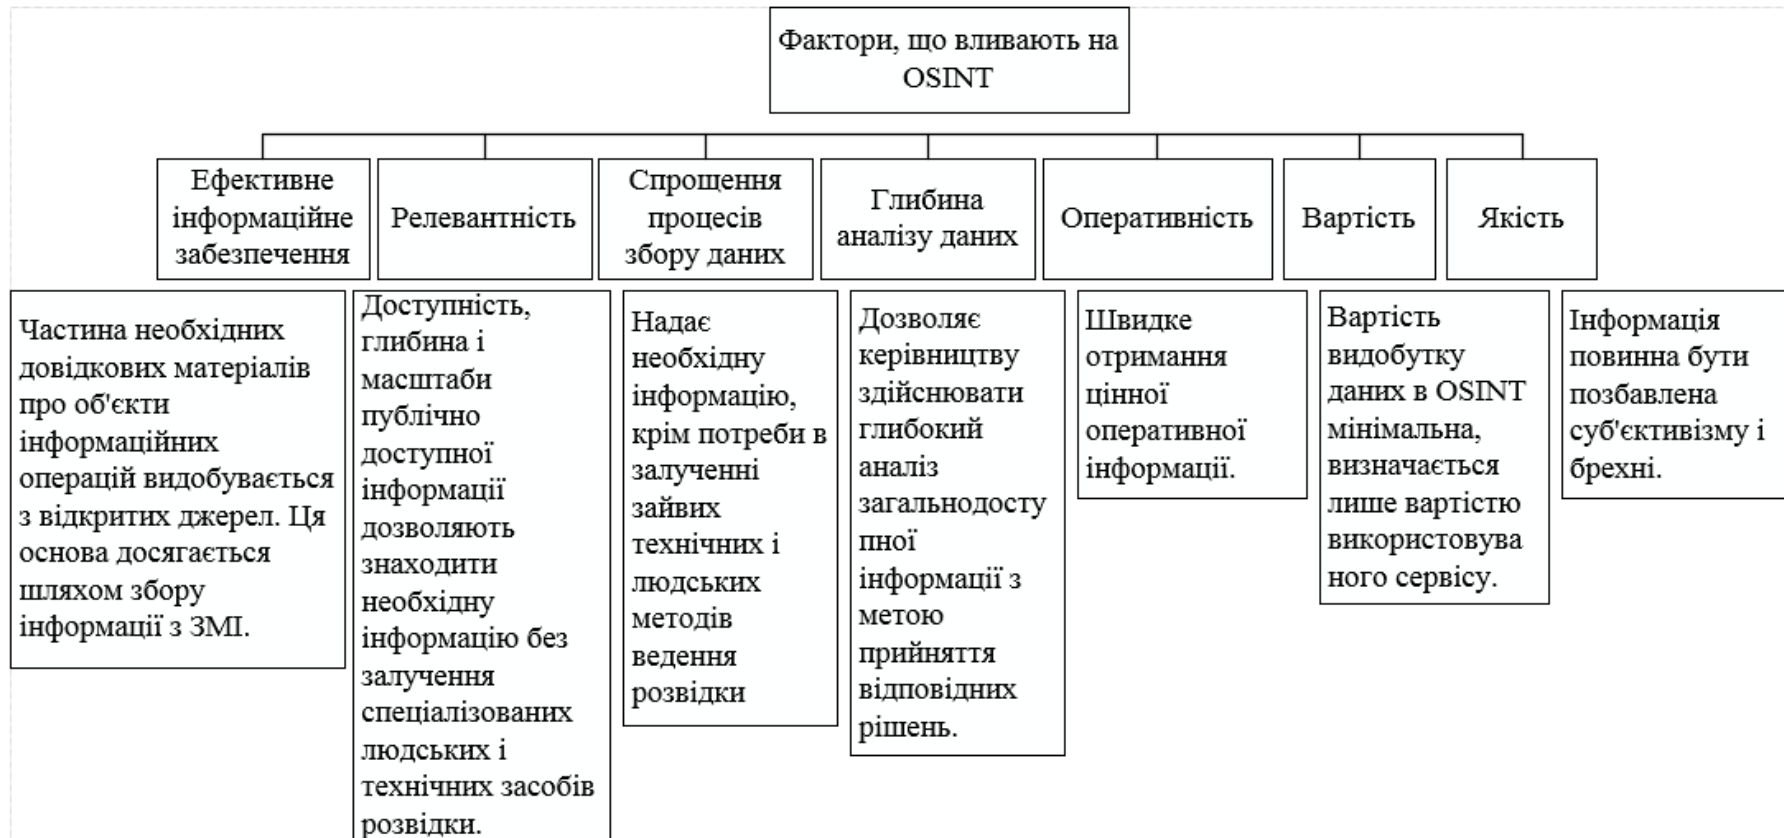 Фактори, що вливають на
OSINT
Ефективне
інформаційне
забезпечення
Релевантність
Спрощення
процесів
збору даних
Глибина
аналізу даних
Оперативність
Вартість
Якість
Частина необхідних
довідкових матеріалів
про об'єкти
інформаційних
операцій видобувається
з відкритих джерел. Ця
основа досягається
шляхом збору
інформації з ЗМІ.
Доступність,
глибина і
масштаби
публічно
доступної
інформації
дозволяють
знаходити
необхідну
інформацію без
залучення
спеціалізованих
людських і
технічних засобів
розвідки.
Надає
необхідну
інформацію,
крім потреби в
залученні
зайвих
технічних і
людських
методів
ведення
розвідки
Дозволяє
керівництву
здійснювати
глибокий
аналіз
загальнодосту
пної
інформації з
метою
прийняття
відповідних
рішень.
Швидке
отримання
цінної
оперативної
інформації.
Вартість
видобутку
даних в OSINT
мінімальна,
визначається
лише вартістю
використовува
ного сервісу.
Інформація
повинна бути
позбавлена
суб'єктивізму і
брехні.